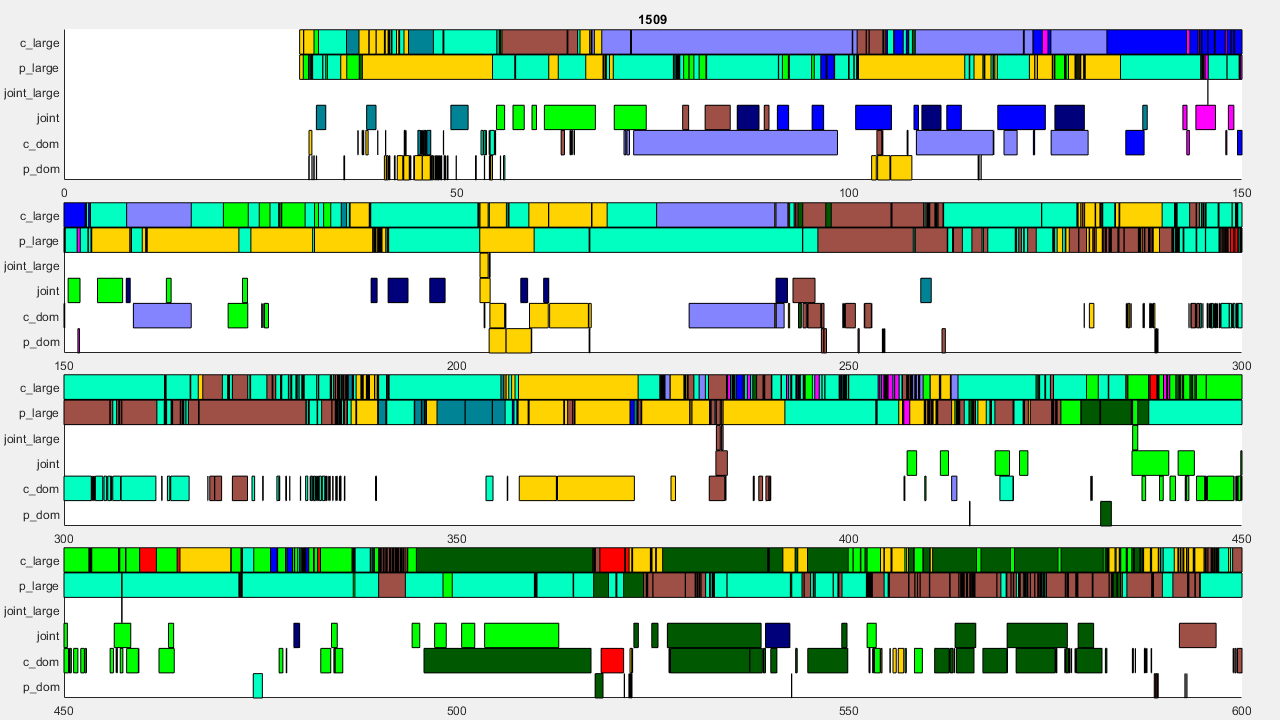 1509
c_large
p_large
joint_large
joint
c_dom
p_dom
0 50 100 150
c_large
p_large
joint_large
joint
c_dom
p_dom
150 200 250 300
c_large
p_large
joint_large
joint
c_dom
p_dom
300 350 400 450
c_large
p_large
joint_large
joint
c_dom
p_dom
450 500 550 600